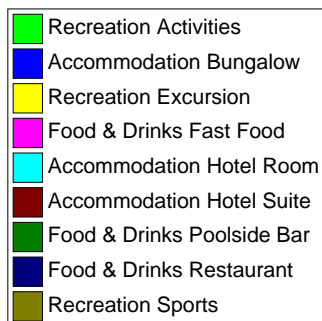 Recreation Activities
Accommodation Bungalow
Recreation Excursion
Food & Drinks Fast Food
Accommodation Hotel Room
Accommodation Hotel Suite
Food & Drinks Poolside Bar
Food & Drinks Restaurant
Recreation Sports